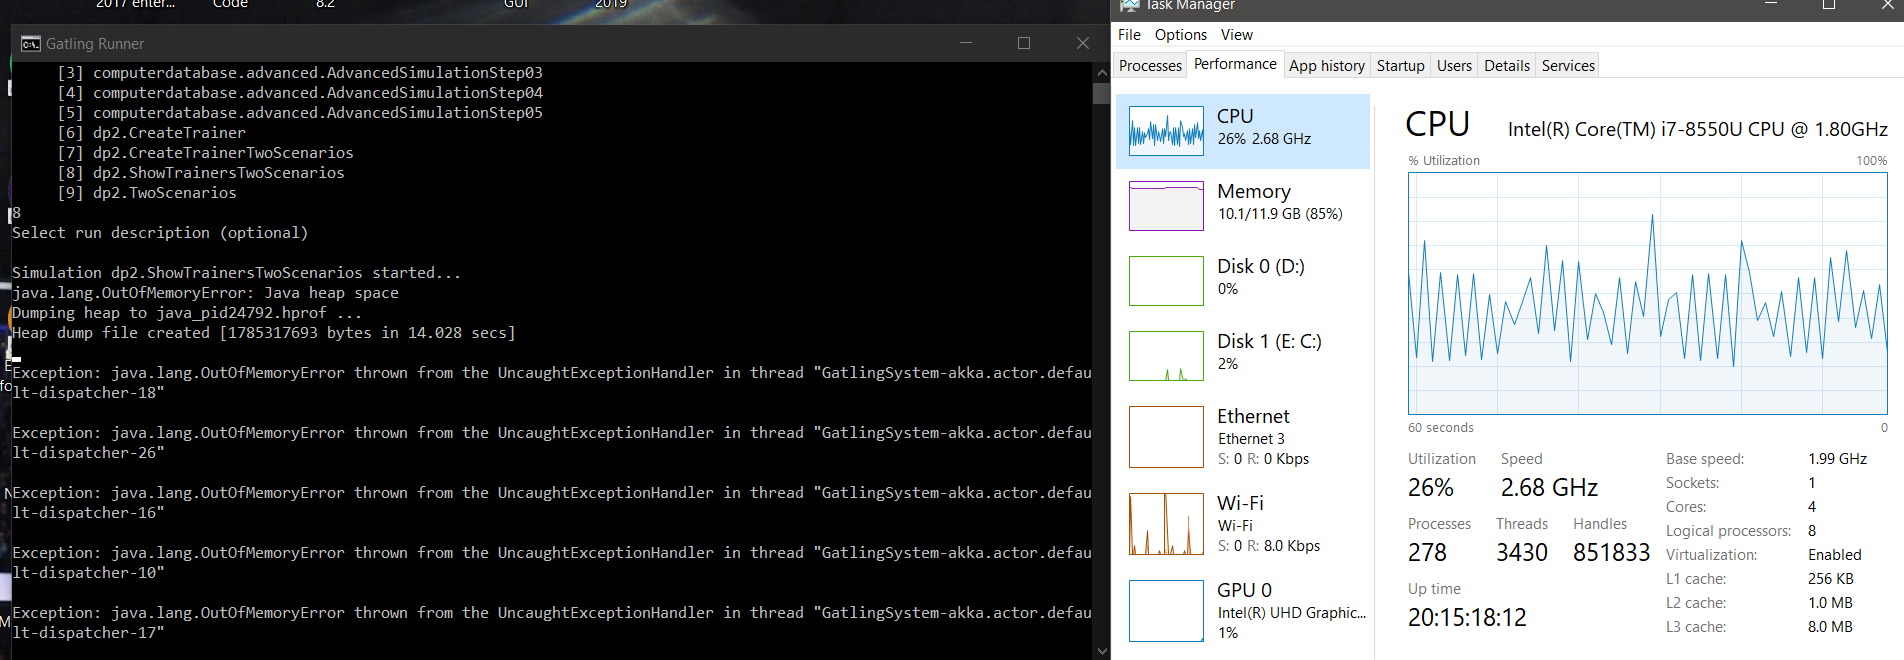 2017 enter...
Code
8.2
GUI
2019
Gatling Runner
[3] computerdatabase.advanced.AdvancedSimulationStep03
[4] computerdatabase.advanced.AdvancedSimulationStep04
[5] computerdatabase.advanced.AdvancedSimulationStep05
[6] dp2.CreateTrainer
[7] dp2.CreateTrainerTwoScenarios
[8] dp2.ShowTrainersTwoScenarios
[9] dp2.TwoScenarios
8
Select run description (optional)
Simulation dp2.ShowTrainersTwoScenarios started...
java.lang.OutOfMemoryError: Java heap space
Dumping heap to java_pid24792.hprof ...
Heap dump file created [1785317693 bytes in 14.028 secs]
Exception: java.lang.OutOfMemoryError thrown from the UncaughtExceptionHandler in thread "GatlingSystem-akka.actor.defau
lt-dispatcher-18"
Exception: java.lang.OutOfMemoryError thrown from the UncaughtExceptionHandler in thread "GatlingSystem-akka.actor.defau
lt-dispatcher-26"
Exception: java.lang.OutOfMemoryError thrown from the UncaughtExceptionHandler in thread "GatlingSystem-akka.actor.defau
lt-dispatcher-16"
Exception: java.lang.OutOfMemoryError thrown from the UncaughtExceptionHandler in thread "GatlingSystem-akka.actor.defau
lt-dispatcher-10"
Exception: java.lang.OutOfMemoryError thrown from the UncaughtExceptionHandler in thread "GatlingSystem-akka.actor.defau
lt-dispatcher-17"
Task Manager
File Options View
Processes Performance App history Startup Users Details Services
CPU
26% 2.68 GHz
Memory
10.1/11.9 GB (85%)
Disk 0 (D:)
0%
Disk 1 (E: C:)
2%
Ethernet
Ethernet 3
S: 0 R: 0 Kbps
Wi-Fi
Wi-Fi
S: 0 R: 8.0 Kbps
GPU 0
Intel(R) UHD Graphic...
1%
CPU
Intel(R) Core(TM) i7-8550U CPU @ 1.80GHz
% Utilization 100%
60 seconds 0
Utilization Speed
26% 2.68 GHz
Processes Threads Handles
278 3430 851833
Up time
20:15:18:12
Base speed: 1.99 GHz
Sockets: 1
Cores: 4
Logical processors: 8
Virtualization: Enabled
L1 cache: 256 KB
L2 cache: 1.0 MB
L3 cache: 8.0 MB